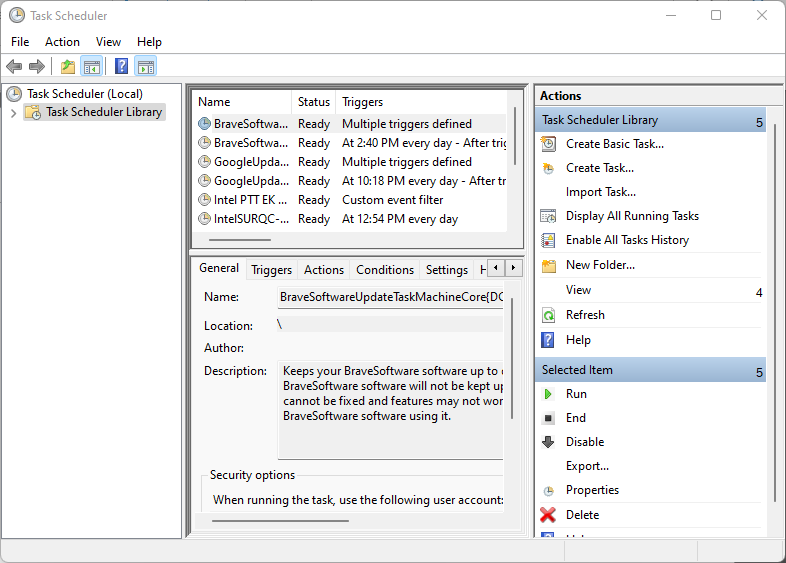 Task Scheduler
File Action View Help
Task Scheduler (Local)
Task Scheduler Library
Name Status Triggers
BraveSoftwa... Ready Multiple triggers defined
BraveSoftwa... Ready At 2:40 PM every day - After trig
GoogleUpda... Ready Multiple triggers defined
GoogleUpda... Ready At 10:18 PM every day - After tr
Intel PTT EK ... Ready Custom event filter
IntelSURQC-... Ready At 12:54 PM every day
General Triggers Actions Conditions Settings H
Name: BraveSoftwareUpdateTaskMachineCore{DC
Location: \
Author:
Description: Keeps your BraveSoftware software up to d
BraveSoftware software will not be kept up
cannot be fixed and features may not wor
BraveSoftware software using it.
Security options
When running the task, use the following user account:
Actions
Task Scheduler Library 5
Create Basic Task...
Create Task...
Import Task...
Display All Running Tasks
Enable All Tasks History
New Folder...
View 4
Refresh
Help
Selected Item 5
Run
End
Disable
Export...
Properties
Delete